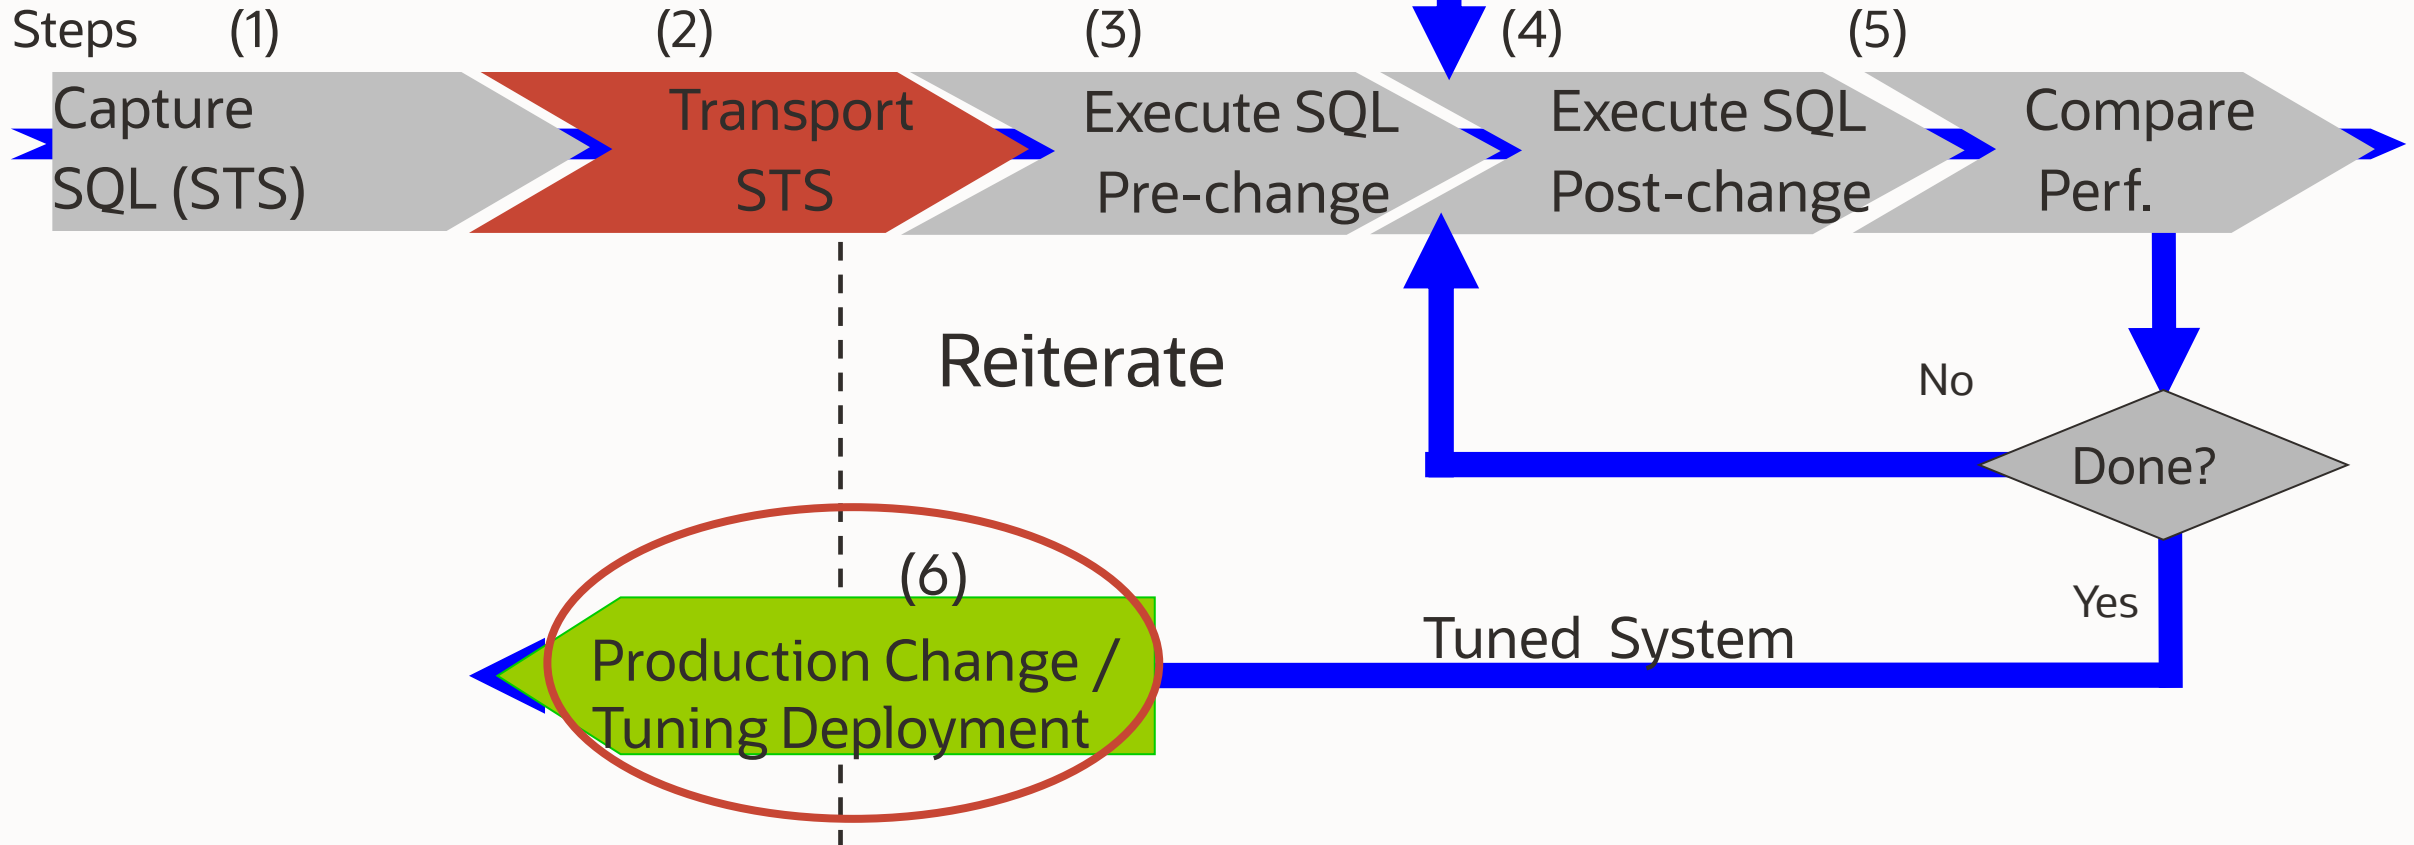 Steps (1) (2) (3) (4) (5)
Capture
SQL (STS)
Transport
STS
Execute SQL
Pre-change
Execute SQL
Post-change
Compare
Perf.
Reiterate
No
Done?
Yes
Tuned System
(6)
Production Change /
Tuning Deployment